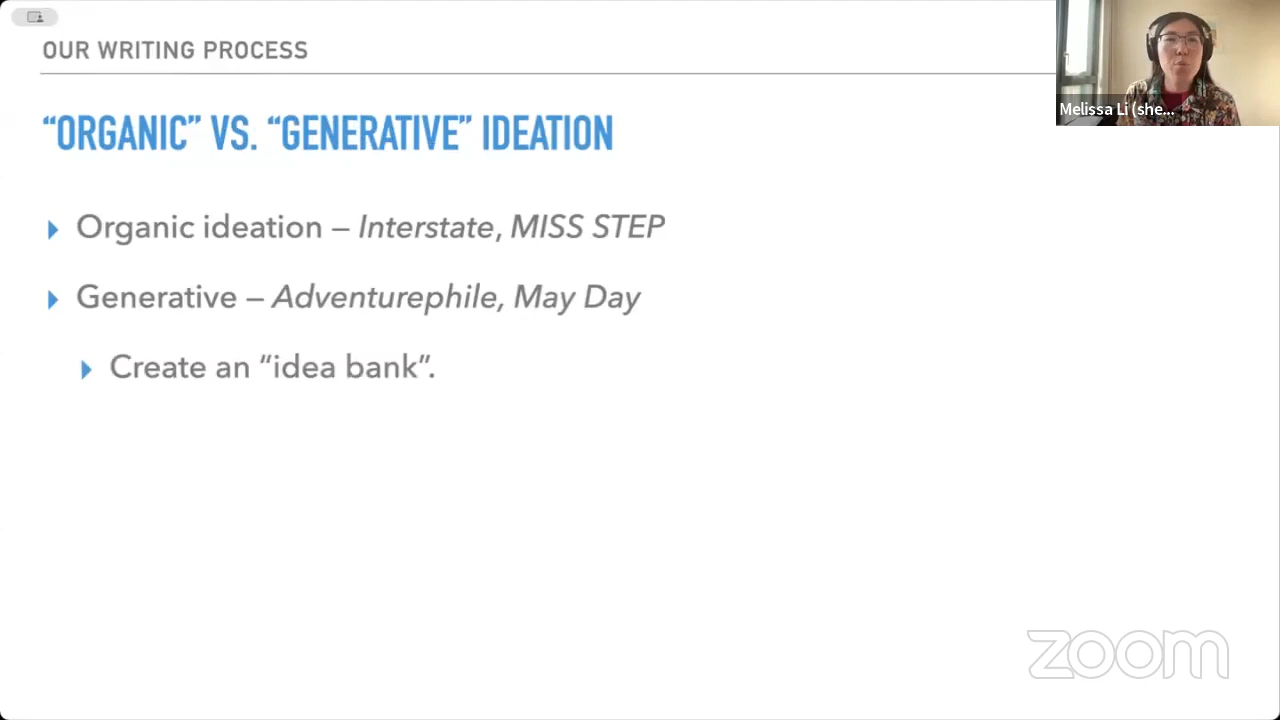 OUR WRITING PROCESS
Melissa Li (she...
“ORGANIC” VS. “GENERATIVE” IDEATION
Organic ideation – Interstate, MISS STEP
Generative – Adventurephile, May Day
Create an “idea bank”.
zoom